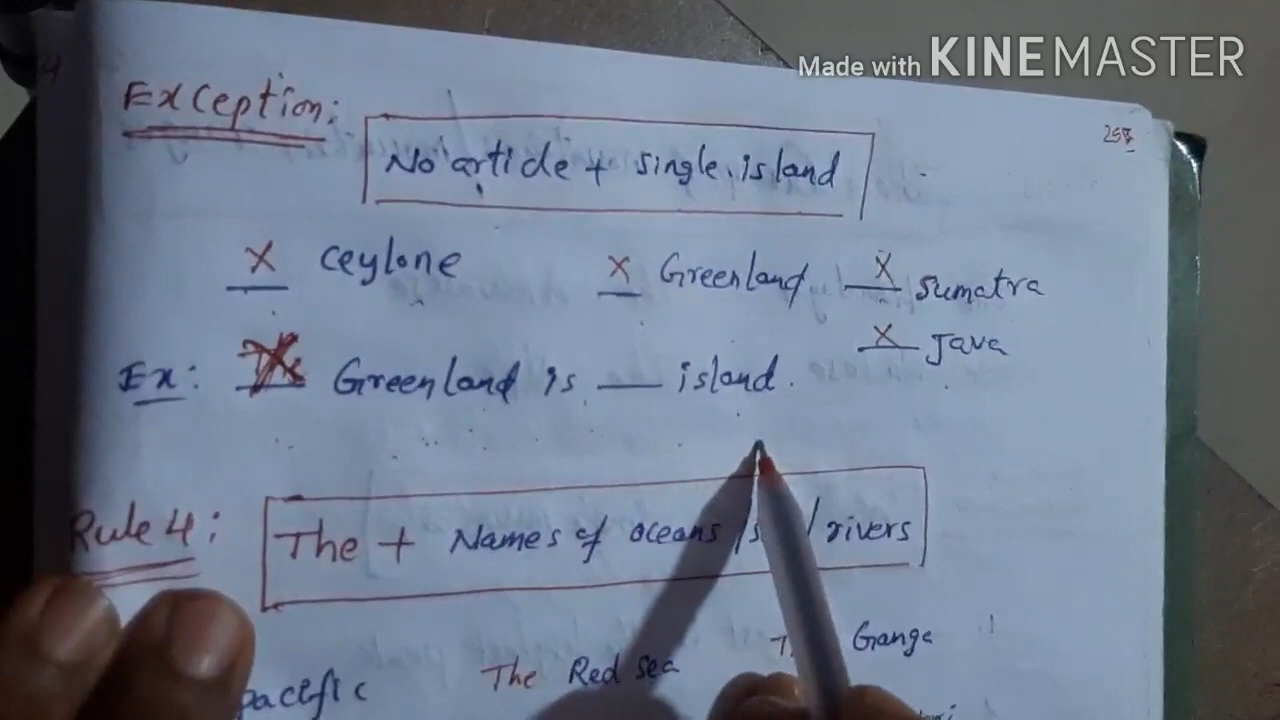 Made with KINEMASTER
Exception:
No article + single island
257
X Ceylone X Greenland X Sumatra
X Java
Ex: Greenland is __ island.
Rule 4: The + Names of oceans / rivers
pacific The Red sea Ganga